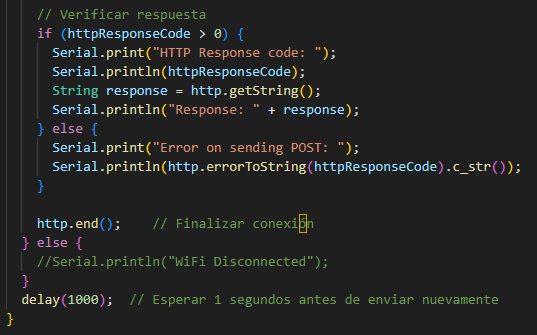 // Verificar respuesta
if (httpResponseCode > 0) {
Serial.print("HTTP Response code: ");
Serial.println(httpResponseCode);
String response = http.getString();
Serial.println("Response: " + response);
} else {
Serial.print("Error on sending POST: ");
Serial.println(http.errorToString(httpResponseCode).c_str());
}
http.end();    // Finalizar conexión
} else {
//Serial.println("WiFi Disconnected");
}
delay(1000);  // Esperar 1 segundos antes de enviar nuevamente
}